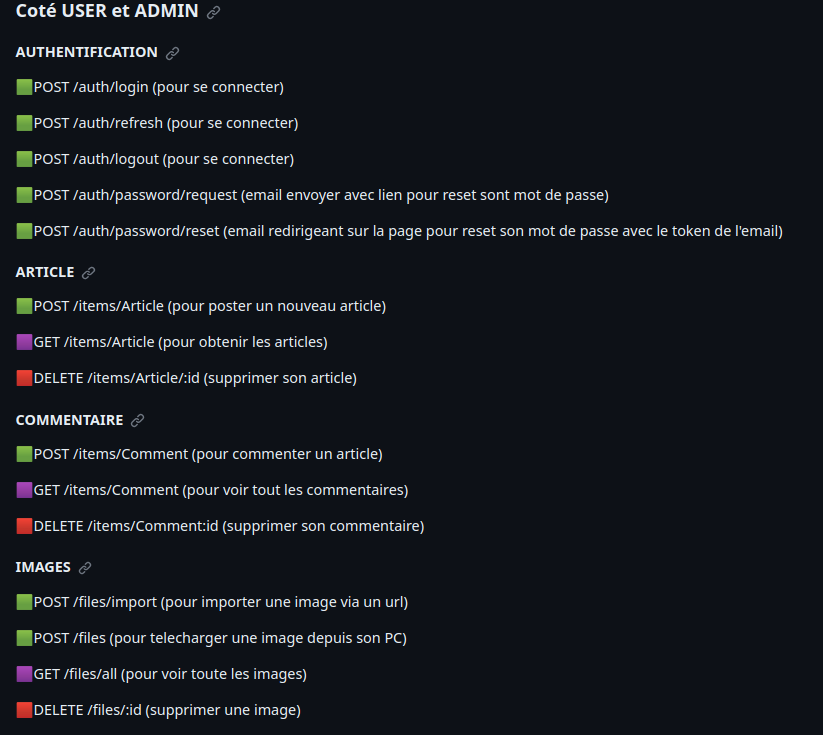 Coté USER et ADMIN
AUTHENTIFICATION
POST /auth/login (pour se connecter)
POST /auth/refresh (pour se connecter)
POST /auth/logout (pour se connecter)
POST /auth/password/request (email envoyer avec lien pour reset sont mot de passe)
POST /auth/password/reset (email redirigeant sur la page pour reset son mot de passe avec le token de l'email)
ARTICLE
POST /items/Article (pour poster un nouveau article)
GET /items/Article (pour obtenir les articles)
DELETE /items/Article/:id (supprimer son article)
COMMENTAIRE
POST /items/Comment (pour commenter un article)
GET /items/Comment (pour voir tout les commentaires)
DELETE /items/Comment:id (supprimer son commentaire)
IMAGES
POST /files/import (pour importer une image via un url)
POST /files (pour telecharger une image depuis son PC)
GET /files/all (pour voir toute les images)
DELETE /files/:id (supprimer une image)